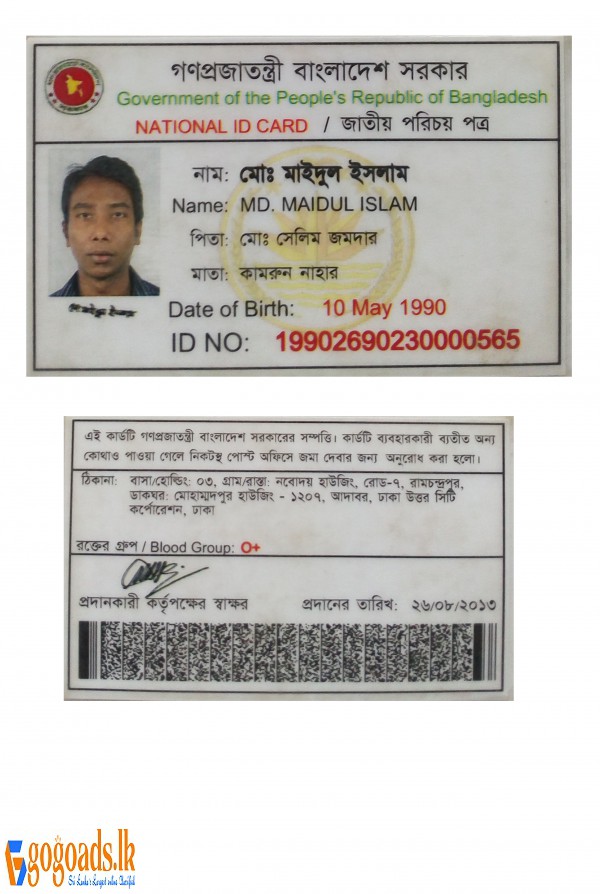 গণপ্রজাতন্ত্রী বাংলাদেশ সরকার
Government of the People's Republic of Bangladesh
NATIONAL ID CARD / জাতীয় পরিচয় পত্র
নাম: মোঃ মাইদুল ইসলাম
Name: MD. MAIDUL ISLAM
পিতা: মোঃ সেলিম জমদার
মাতা: কামরুন নাহার
Date of Birth: 10 May 1990
ID NO: 19902690230000565
এই কার্ডটি গণপ্রজাতন্ত্রী বাংলাদেশ সরকারের সম্পত্তি। কার্ডটি ব্যবহারকারী ব্যতীত অন্য
কোথাও পাওয়া গেলে নিকটস্থ পোস্ট অফিসে জমা দেবার জন্য অনুরোধ করা হলো।
ঠিকানা: বাসা/হোল্ডিং: ০৩, গ্রাম/রাস্তা: নবোদয় হাউজিং, রোড-৭, রামচন্দ্রপুর,
ডাকঘর: মোহাম্মদপুর হাউজিং - ১২০৭, আদাবর, ঢাকা উত্তর সিটি
কর্পোরেশন, ঢাকা
রক্তের গ্রুপ / Blood Group: O+
প্রদানকারী কর্তৃপক্ষের স্বাক্ষর প্রদানের তারিখ: ২৬/০৮/২০১৩
gogoads.lk
Sri Lanka's Largest online Classified